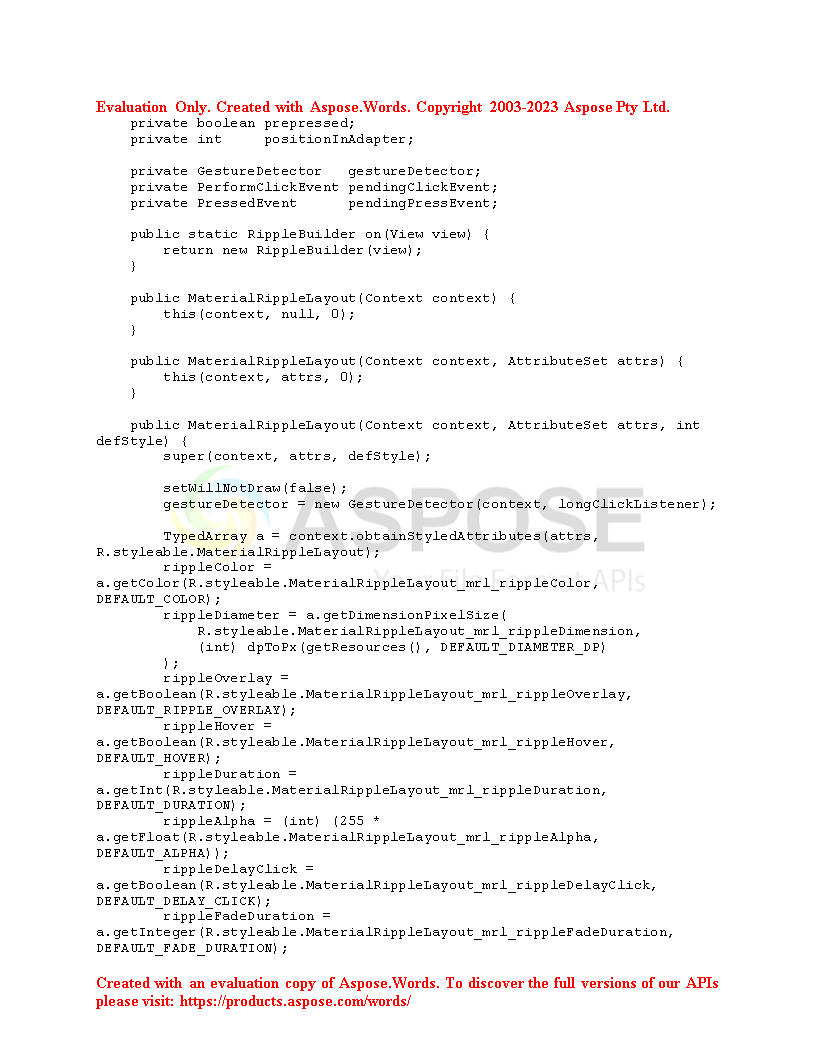 Evaluation Only. Created with Aspose.Words. Copyright 2003-2023 Aspose Pty Ltd.
    private boolean prepressed;
    private int     positionInAdapter;

    private GestureDetector   gestureDetector;
    private PerformClickEvent pendingClickEvent;
    private PressedEvent      pendingPressEvent;

    public static RippleBuilder on(View view) {
        return new RippleBuilder(view);
    }

    public MaterialRippleLayout(Context context) {
        this(context, null, 0);
    }

    public MaterialRippleLayout(Context context, AttributeSet attrs) {
        this(context, attrs, 0);
    }

    public MaterialRippleLayout(Context context, AttributeSet attrs, int
defStyle) {
        super(context, attrs, defStyle);

        setWillNotDraw(false);
        gestureDetector = new GestureDetector(context, longClickListener);
ASPOSE

        TypedArray a = context.obtainStyledAttributes(attrs,
R.styleable.MaterialRippleLayout);
        rippleColor =
a.getColor(R.styleable.MaterialRippleLayout_mrl_rippleColor,
Your File Format APIs
DEFAULT_COLOR);
        rippleDiameter = a.getDimensionPixelSize(
            R.styleable.MaterialRippleLayout_mrl_rippleDimension,
            (int) dpToPx(getResources(), DEFAULT_DIAMETER_DP)
        );
        rippleOverlay =
a.getBoolean(R.styleable.MaterialRippleLayout_mrl_rippleOverlay,
DEFAULT_RIPPLE_OVERLAY);
        rippleHover =
a.getBoolean(R.styleable.MaterialRippleLayout_mrl_rippleHover,
DEFAULT_HOVER);
        rippleDuration =
a.getInt(R.styleable.MaterialRippleLayout_mrl_rippleDuration,
DEFAULT_DURATION);
        rippleAlpha = (int) (255 *
a.getFloat(R.styleable.MaterialRippleLayout_mrl_rippleAlpha,
DEFAULT_ALPHA));
        rippleDelayClick =
a.getBoolean(R.styleable.MaterialRippleLayout_mrl_rippleDelayClick,
DEFAULT_DELAY_CLICK);
        rippleFadeDuration =
a.getInteger(R.styleable.MaterialRippleLayout_mrl_rippleFadeDuration,
DEFAULT_FADE_DURATION);

Created with an evaluation copy of Aspose.Words. To discover the full versions of our APIs
please visit: https://products.aspose.com/words/